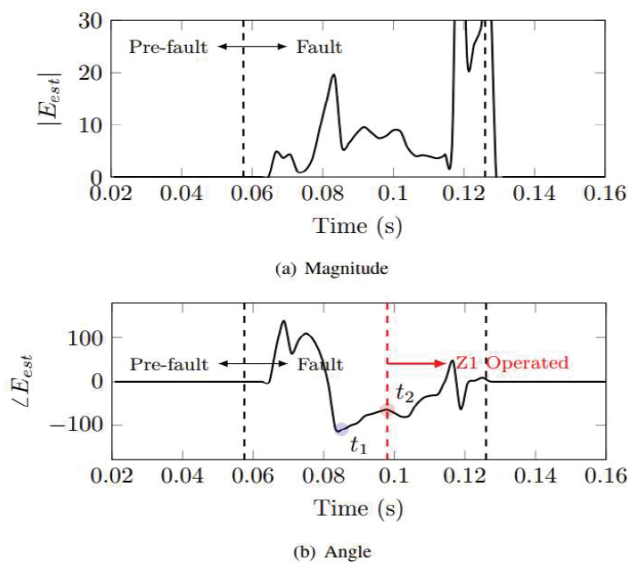 30
20
10
0
|E_est|
Pre-fault
Fault
0.02 0.04 0.06 0.08 0.1 0.12 0.14 0.16
Time (s)
(a) Magnitude
100
0
−100
∠E_est
Pre-fault
Fault
Z1 Operated
t_1
t_2
0.02 0.04 0.06 0.08 0.1 0.12 0.14 0.16
Time (s)
(b) Angle